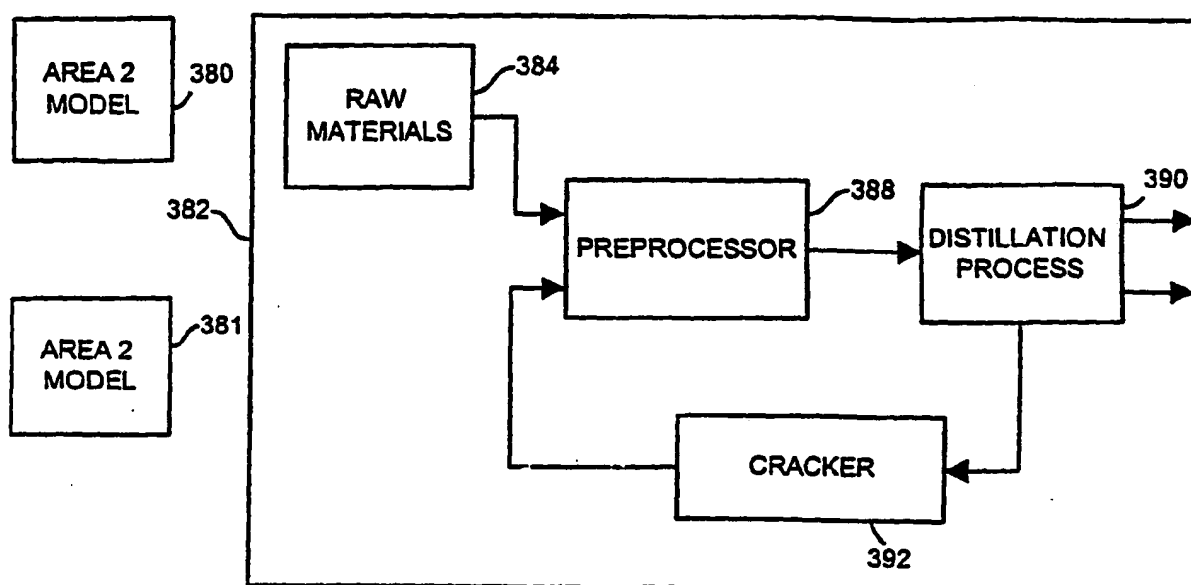 AREA 2
MODEL
380
RAW
MATERIALS
384
382
PREPROCESSOR
388
DISTILLATION
PROCESS
390
AREA 2
MODEL
381
CRACKER
392